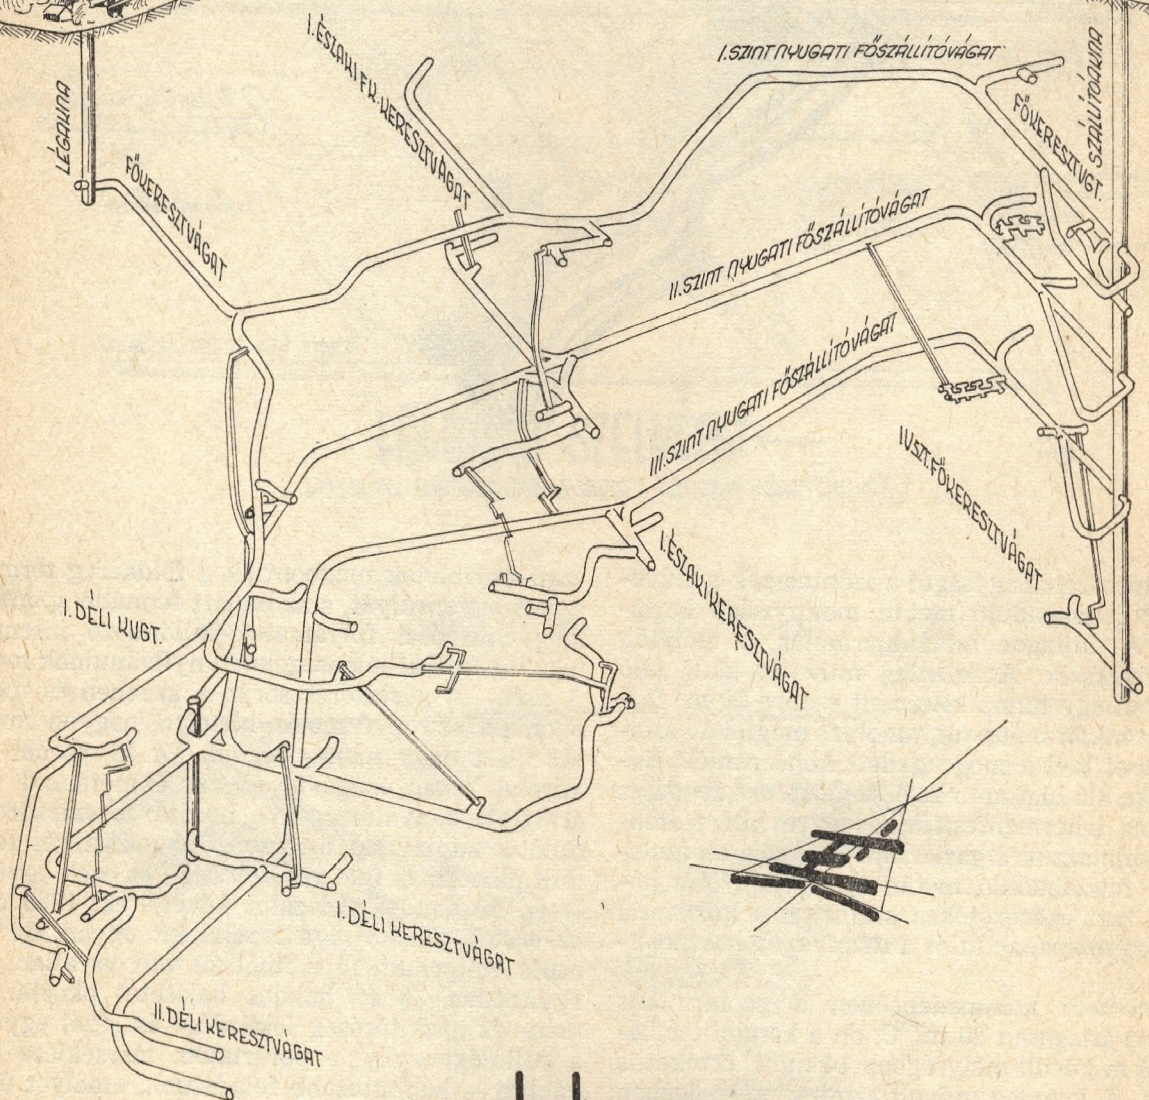 LÉGAKNA
FŐKERESZTVÁGAT
I. ÉSZAKI F.K. KERESZTVÁGAT
I. SZINT NYUGATI FŐSZÁLLÍTÓVÁGAT
FŐKERESZTVGT.
SZÁLLÍTÓAKNA
II. SZINT NYUGATI FŐSZÁLLÍTÓVÁGAT
III. SZINT NYUGATI FŐSZÁLLÍTÓVÁGAT
IV.SZT. FŐKERESZTVÁGAT
I. ÉSZAKI KERESZTVÁGAT
I. DÉLI KVGT.
I. DÉLI KERESZTVÁGAT
II. DÉLI KERESZTVÁGAT